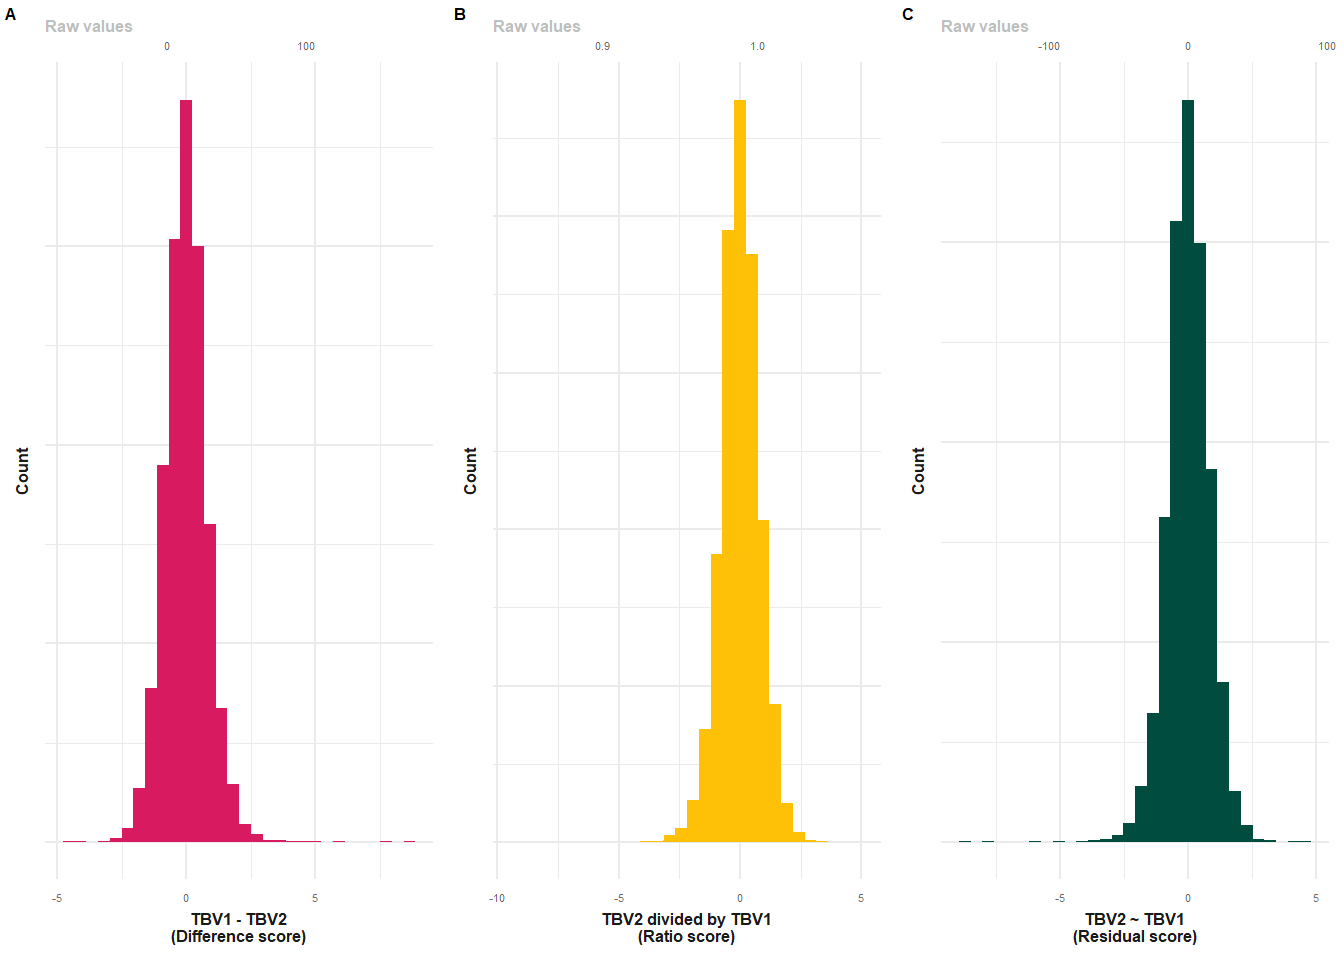 A
Raw values
0 100
Count
-5 0 5
TBV1 - TBV2
(Difference score)
B
Raw values
0.9 1.0
Count
-10 -5 0 5
TBV2 divided by TBV1
(Ratio score)
C
Raw values
-100 0 100
Count
-5 0 5
TBV2 ~ TBV1
(Residual score)